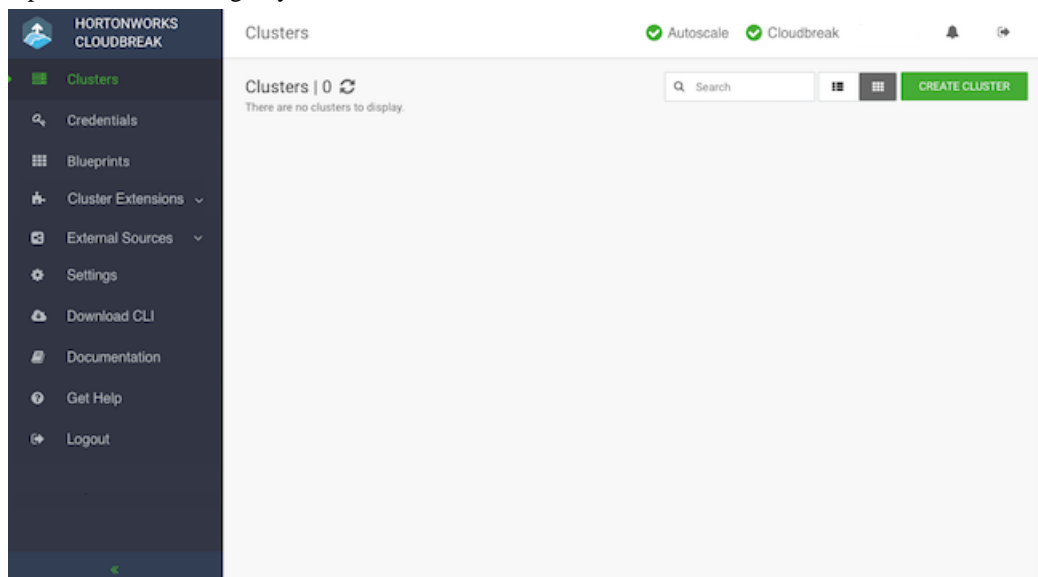 HORTONWORKS
CLOUDBREAK
Clusters
Autoscale
Cloudbreak
Clusters
Credentials
Blueprints
Cluster Extensions
External Sources
Settings
Download CLI
Documentation
Get Help
Logout
Clusters | 0
Search
CREATE CLUSTER
There are no clusters to display.